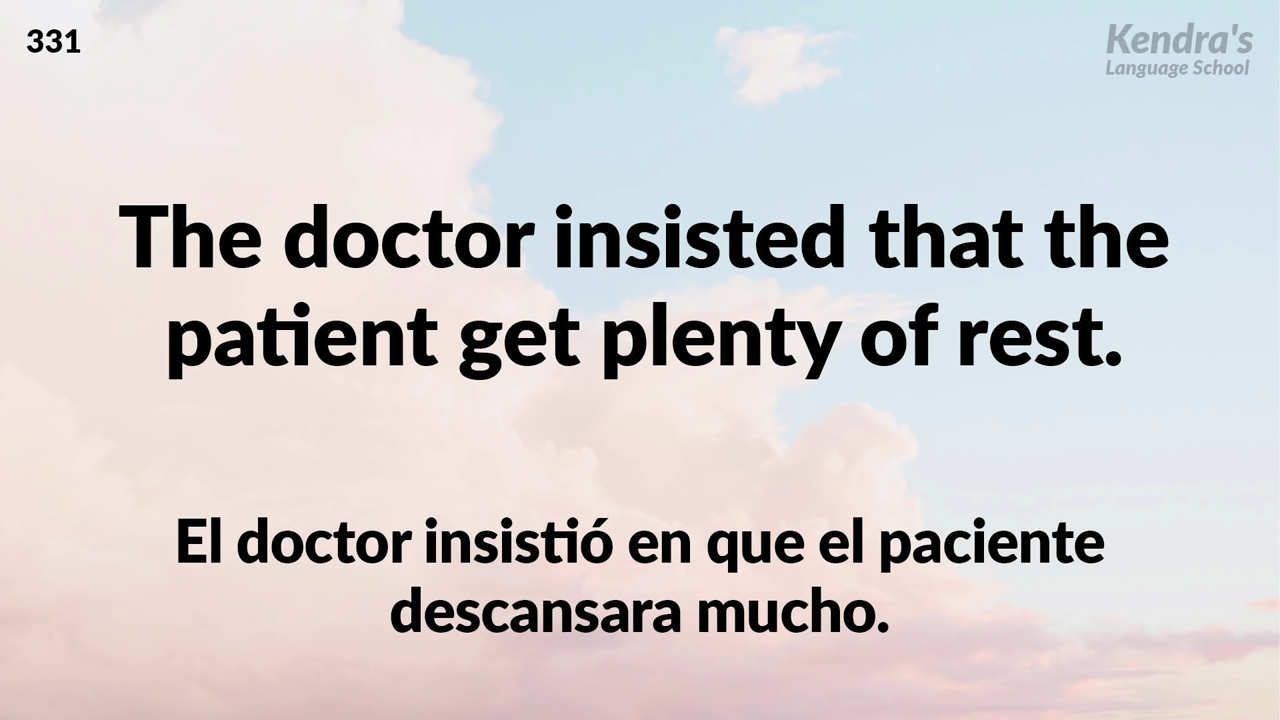 331
Kendra's
Language School
The doctor insisted that the
patient get plenty of rest.
El doctor insistió en que el paciente
descansara mucho.